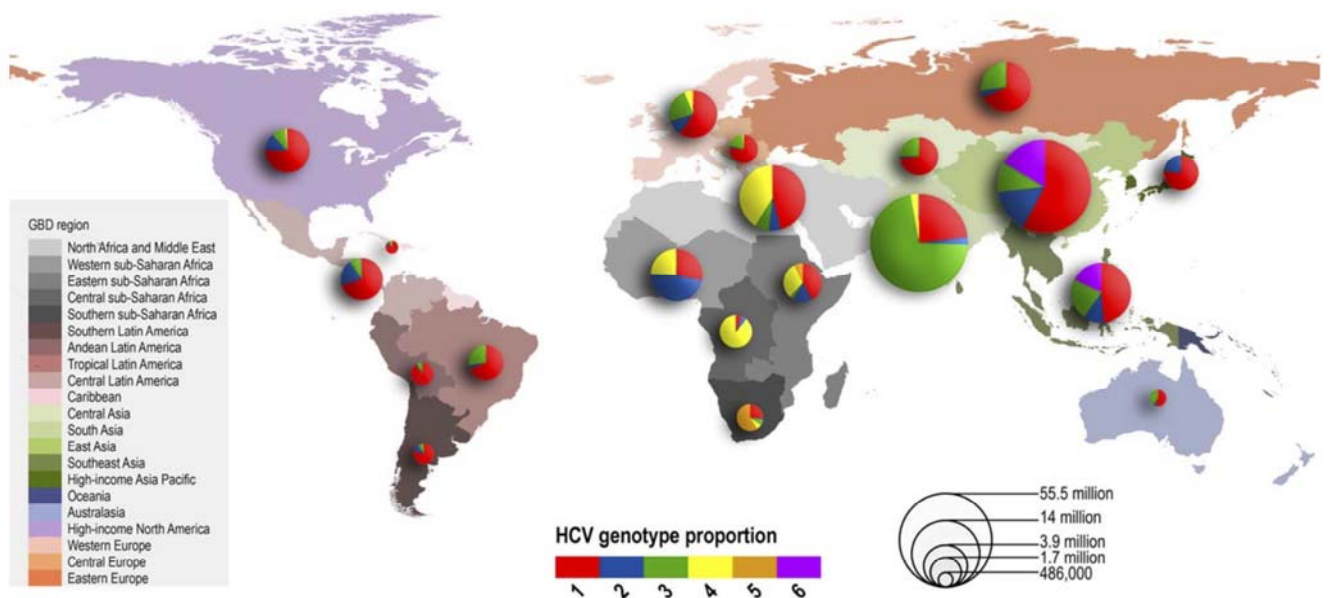 GBD region
North Africa and Middle East
Western sub-Saharan Africa
Eastern sub-Saharan Africa
Central sub-Saharan Africa
Southern sub-Saharan Africa
Southern Latin America
Andean Latin America
Tropical Latin America
Central Latin America
Caribbean
Central Asia
South Asia
East Asia
Southeast Asia
High-income Asia Pacific
Oceania
Australasia
High-income North America
Western Europe
Central Europe
Eastern Europe
HCV genotype proportion
1 2 3 4 5 6
55.5 million
14 million
3.9 million
1.7 million
486,000